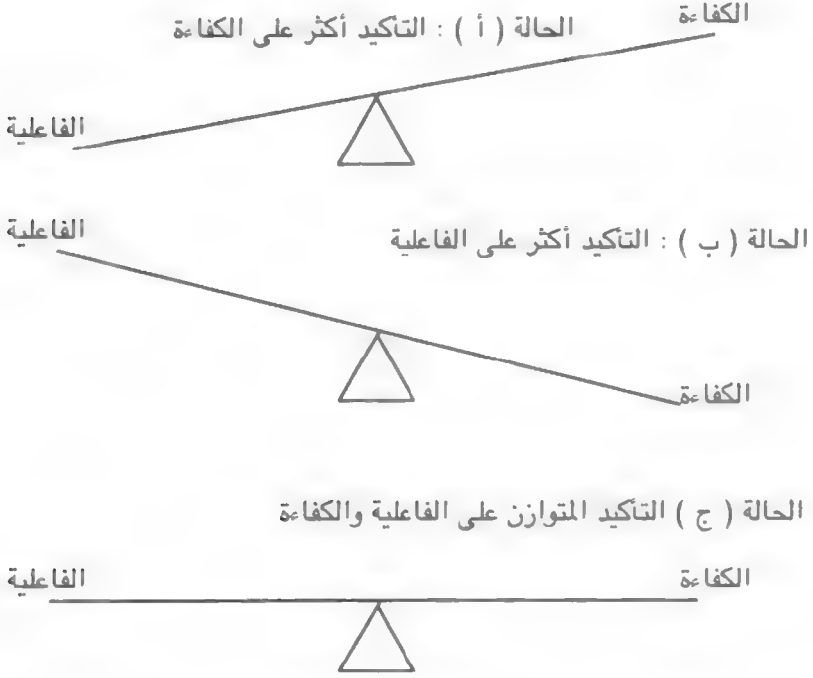 الكفاءة
الحالة ( أ ) : التأكيد أكثر على الكفاءة
الفاعلية
الفاعلية
الحالة ( ب ) : التأكيد أكثر على الفاعلية
الكفاءة
الحالة ( ج ) التأكيد المتوازن على الفاعلية والكفاءة
الكفاءة
الفاعلية